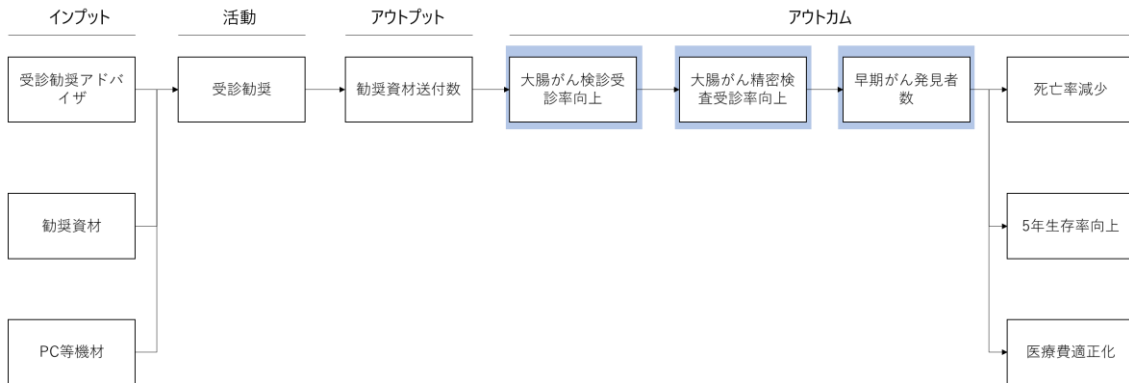 インプット
活動
アウトプット
アウトカム
受診勧奨アドバ
イザ
受診勧奨
勧奨資材送付数
大腸がん検診受
診率向上
大腸がん精密検
査受診率向上
早期がん発見者
数
死亡率減少
勧奨資材
5年生存率向上
PC等機材
医療費適正化